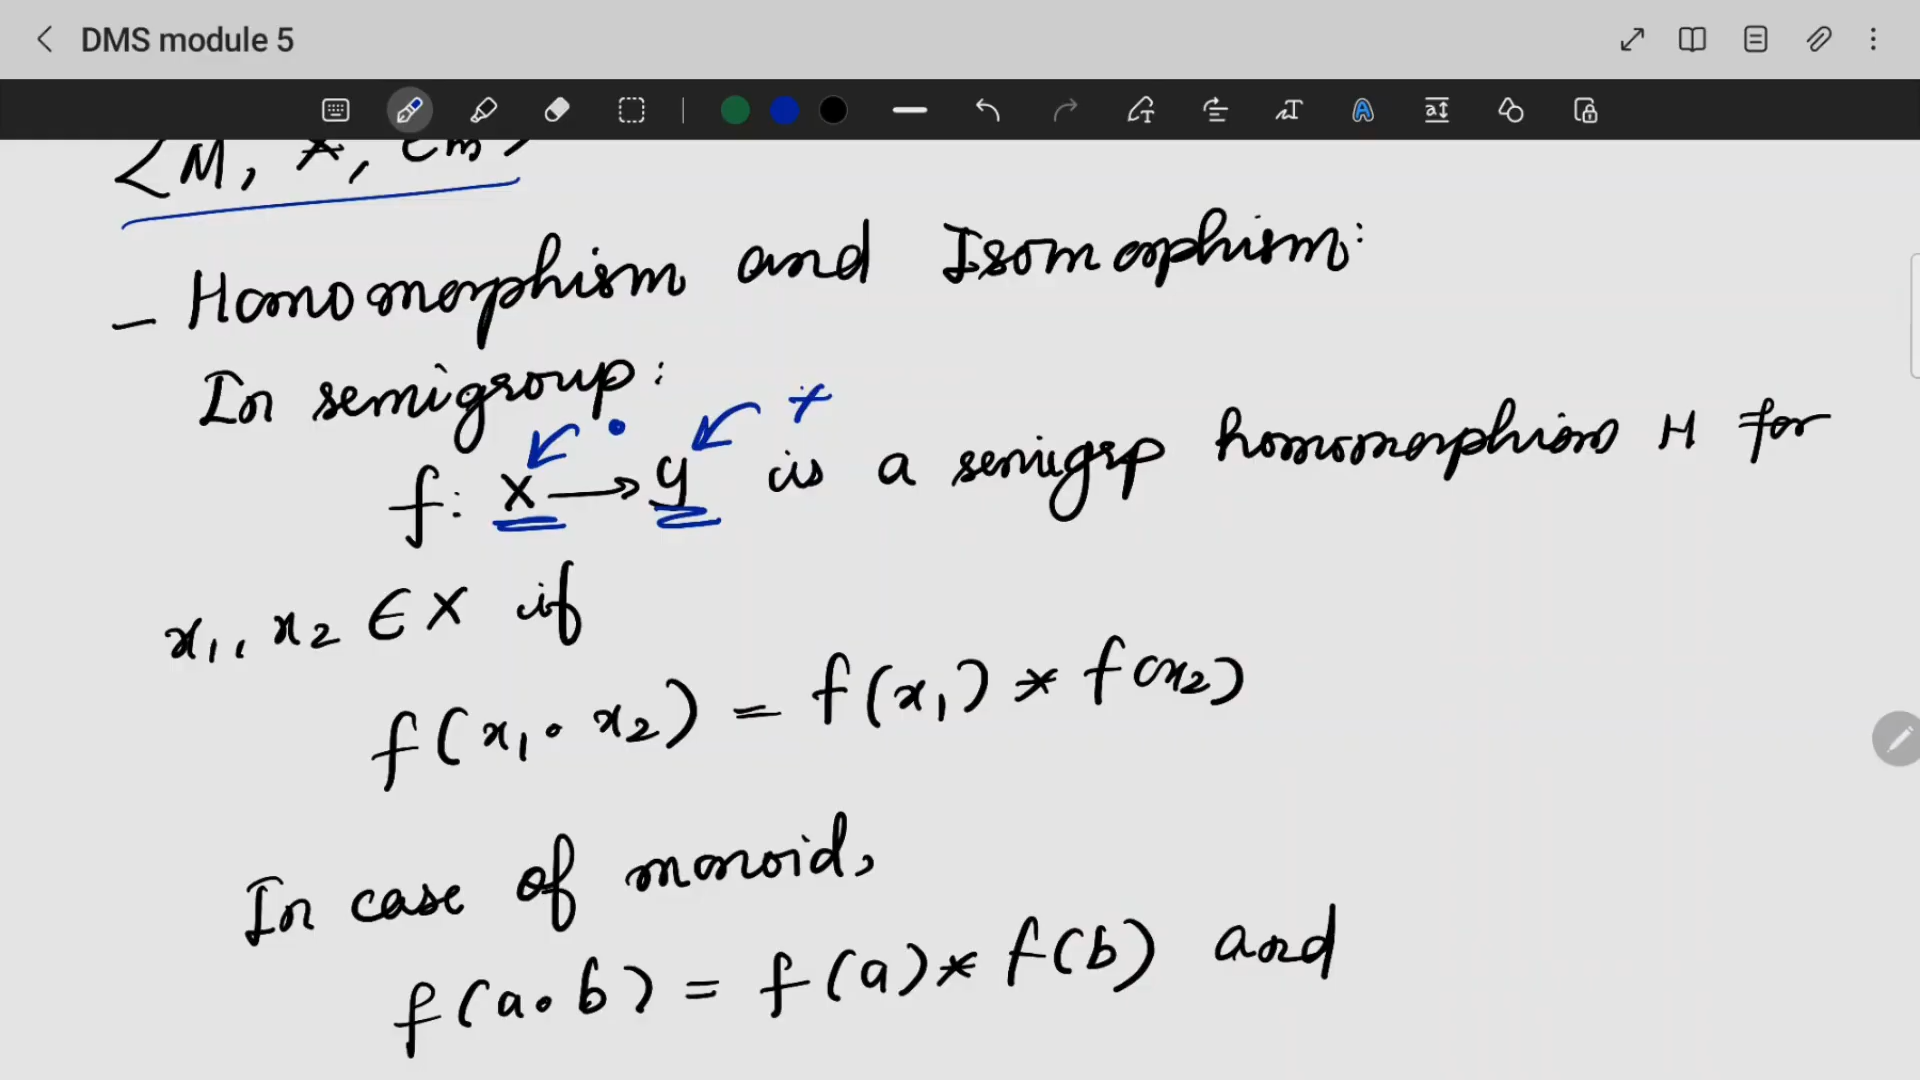 DMS module 5
<M, *, em>
- Homomorphism and Isomorphism:
In semigroup:
• *
f: X → y is a semigrp homomorphism H for
x1, x2 ∈ X if
f(x1 ∘ x2) = f(x1) * f(x2)
In case of monoid,
f(a∘b) = f(a) * f(b) and